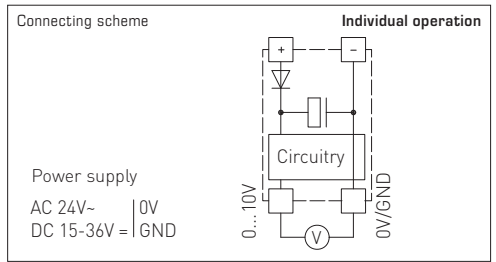 Connecting scheme
Individual operation
+ −
Circuitry
Power supply
AC 24V~ 0V
DC 15-36V = GND
0...10V
0V/GND
V